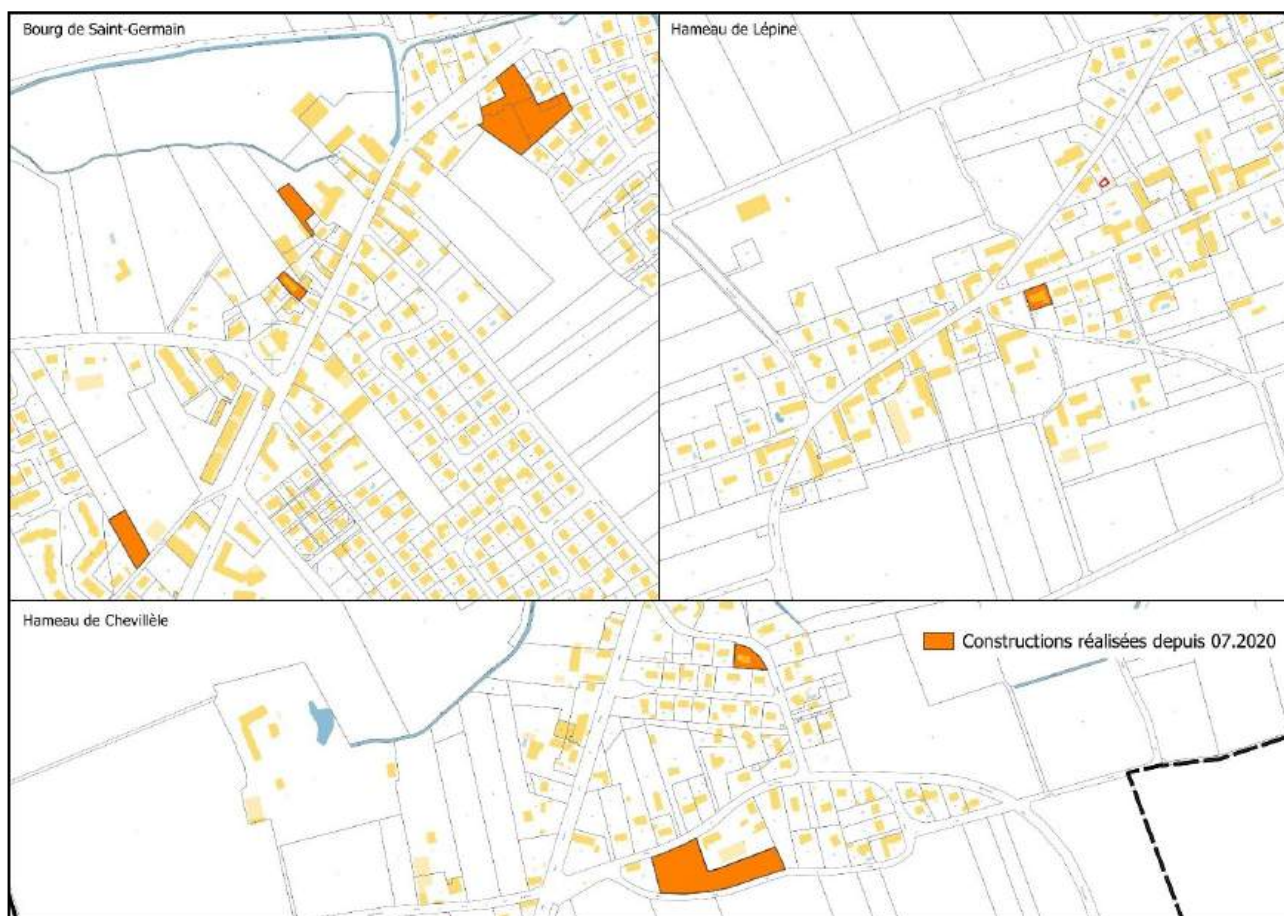 Bourg de Saint-Germain
Hameau de Lépine
Hameau de Chevillèle
Constructions réalisées depuis 07.2020